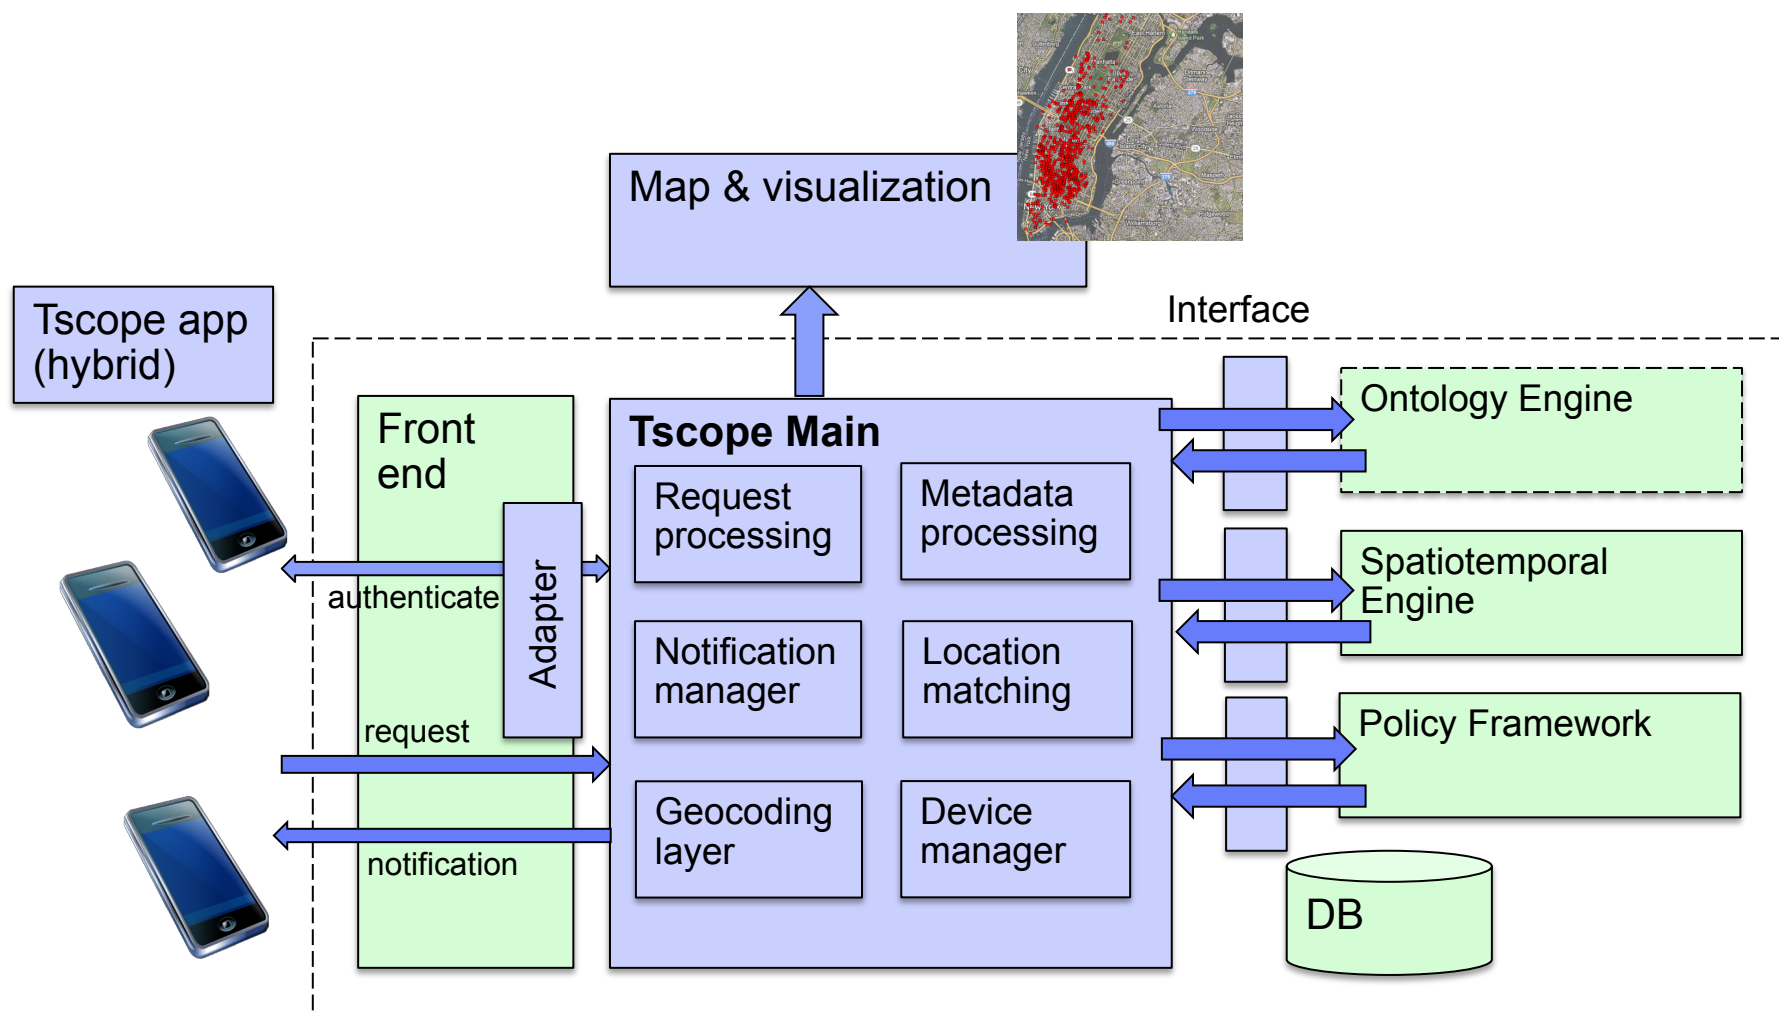 Map & visualization
Tscope app
(hybrid)
Interface
Front
end
Tscope Main
Request
processing
Metadata
processing
Notification
manager
Location
matching
Geocoding
layer
Device
manager
Adapter
authenticate
request
notification
Ontology Engine
Spatiotemporal
Engine
Policy Framework
DB